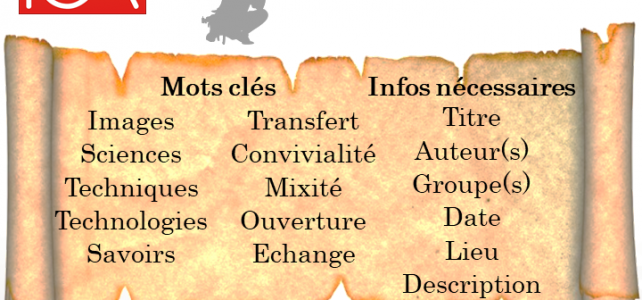 Mots clés
Images
Sciences
Techniques
Technologies
Savoirs
Transfert
Convivialité
Mixité
Ouverture
Echange
Infos nécessaires
Titre
Auteur(s)
Groupe(s)
Date
Lieu
Description